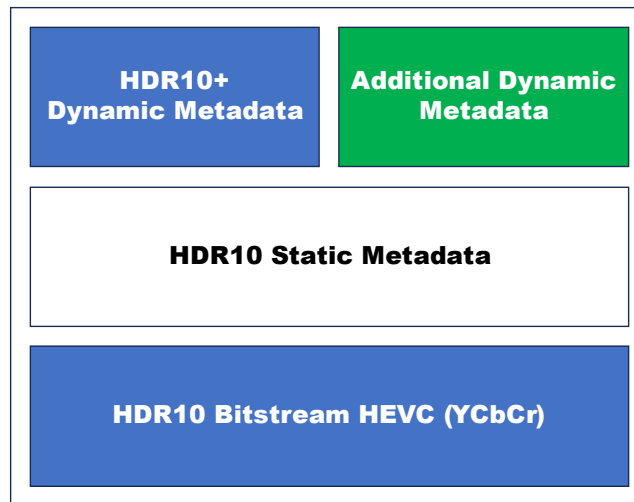 HDR10+
Dynamic Metadata
Additional Dynamic
Metadata
HDR10 Static Metadata
HDR10 Bitstream HEVC (YCbCr)